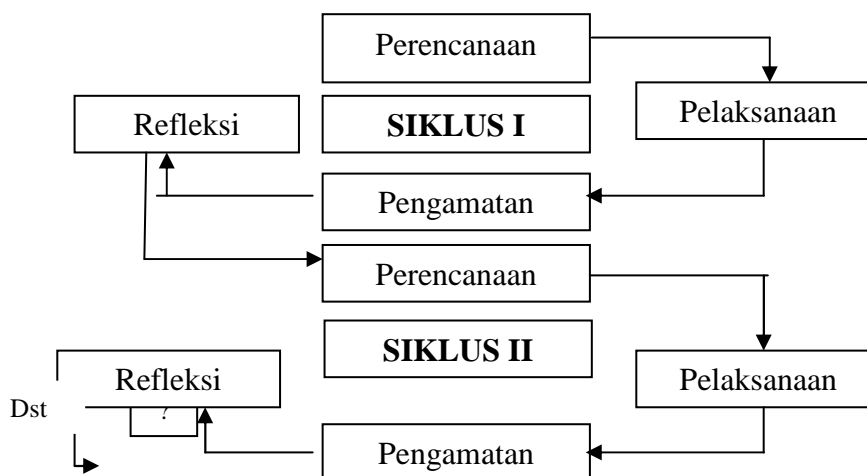 Perencanaan
Pelaksanaan
Refleksi
SIKLUS I
Pengamatan
Perencanaan
SIKLUS II
Refleksi
Pelaksanaan
Dst
?
Pengamatan